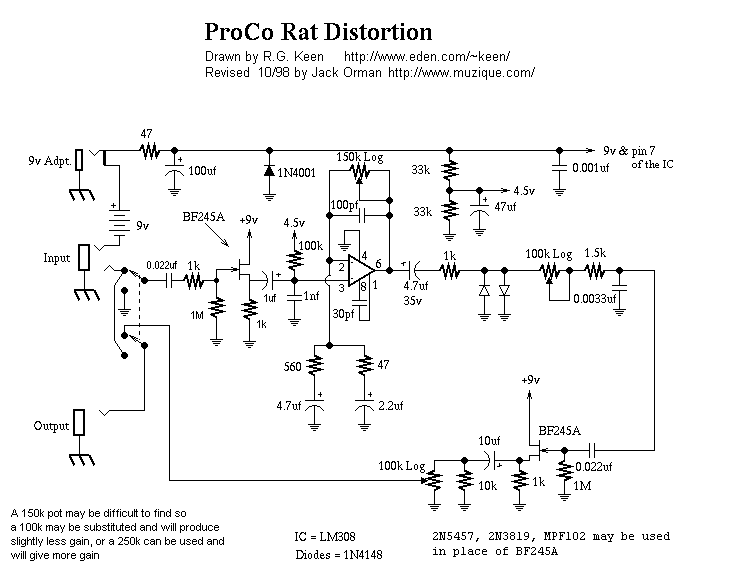 ProCo Rat Distortion
Drawn by R.G. Keen http://www.eden.com/~keen/
Revised 10/98 by Jack Orman http://www.muzique.com/
9v Adpt.
47
100uf
+
1N4001
150k Log
100pf
33k
33k
4.5v
+
47uf
0.001uf
9v & pin 7
of the IC
+
9v
Input
0.022uf
1k
1M
BF245A
+9v
1k
+
1uf
4.5v
100k
1nf
2
3
-
4
6
1
8
30pf
+
4.7uf
35v
1k
100k Log
1.5k
0.0033uf
560
+
4.7uf
47
+
2.2uf
Output
+9v
BF245A
0.022uf
1M
1k
10uf
+
10k
100k Log
A 150k pot may be difficult to find so
a 100k may be substituted and will produce
slightly less gain, or a 250k can be used and
will give more gain
IC = LM308
Diodes = 1N4148
2N5457, 2N3819, MPF102 may be used
in place of BF245A